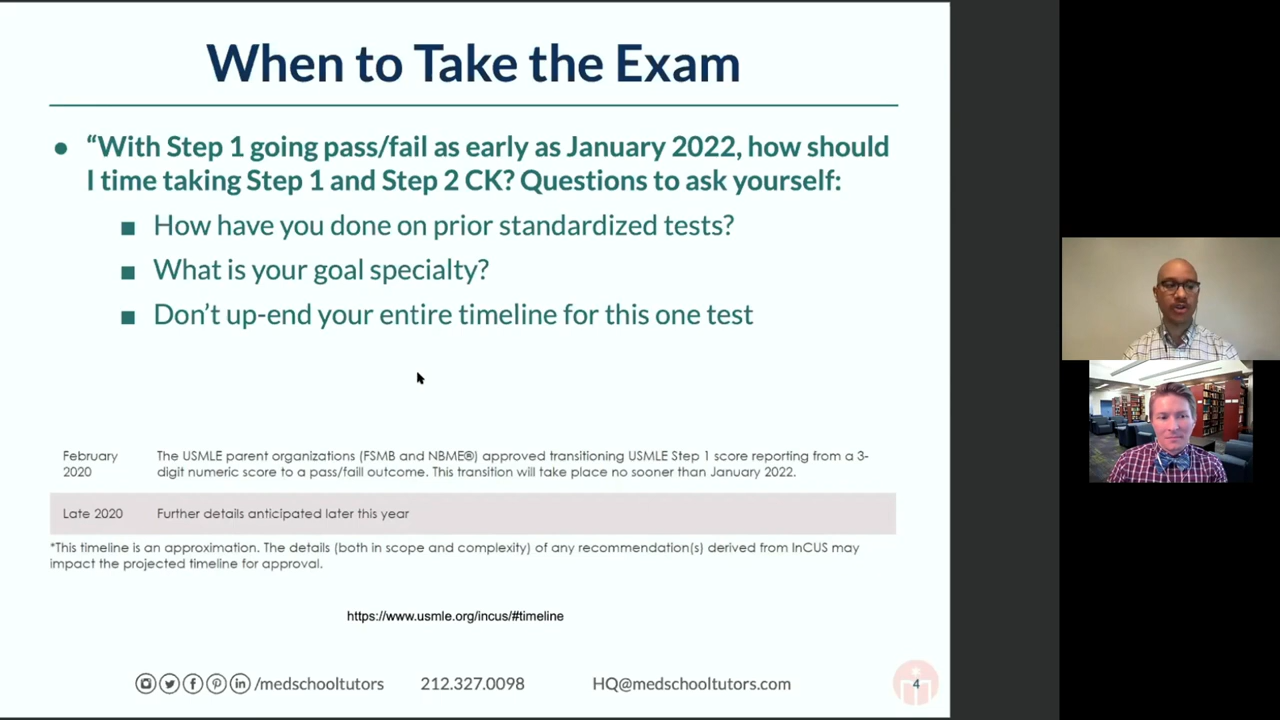 When to Take the Exam
● “With Step 1 going pass/fail as early as January 2022, how should
I time taking Step 1 and Step 2 CK? Questions to ask yourself:
■ How have you done on prior standardized tests?
■ What is your goal specialty?
■ Don’t up-end your entire timeline for this one test
February 2020 The USMLE parent organizations (FSMB and NBME®) approved transitioning USMLE Step 1 score reporting from a 3-
digit numeric score to a pass/faill outcome. This transition will take place no sooner than January 2022.
Late 2020 Further details anticipated later this year
*This timeline is an approximation. The details (both in scope and complexity) of any recommendation(s) derived from InCUS may
impact the projected timeline for approval.
https://www.usmle.org/incus/#timeline
/medschooltutors 212.327.0098 HQ@medschooltutors.com 4